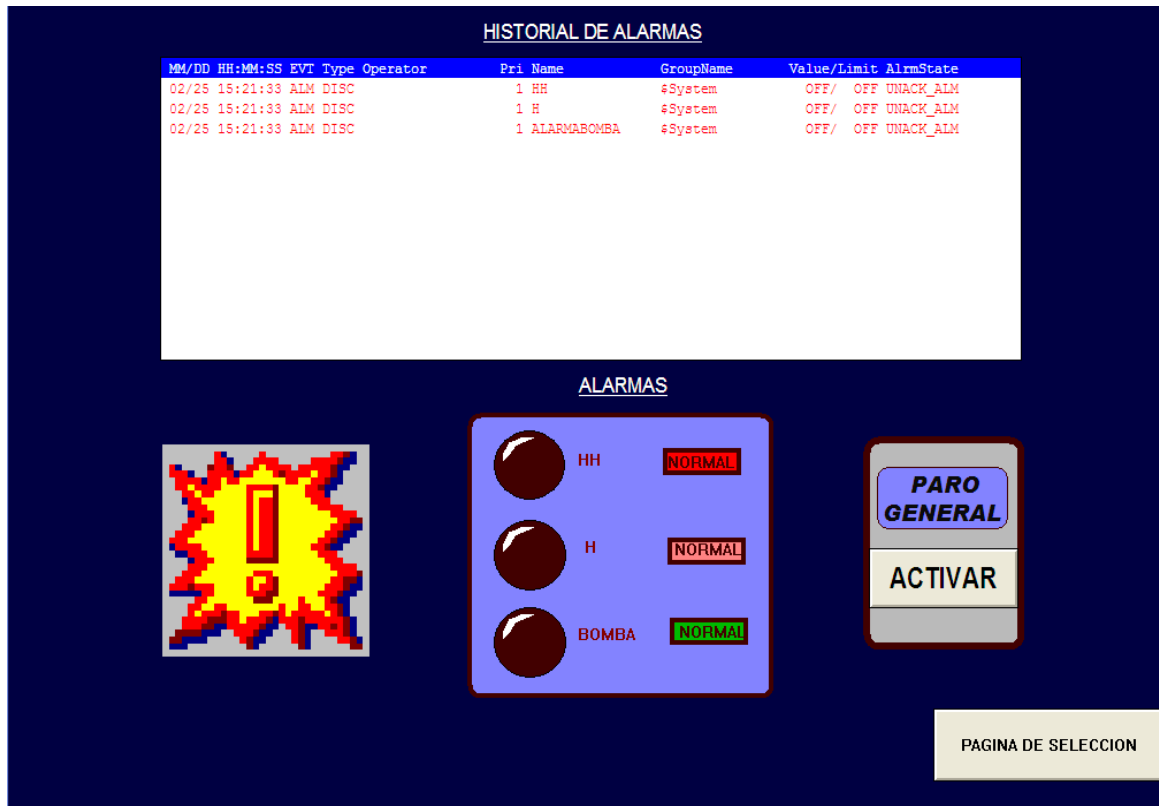 HISTORIAL DE ALARMAS
MM/DD HH:MM:SS EVT Type Operator Pri Name GroupName Value/Limit AlrmState
02/25 15:21:33 ALM DISC 1 HH $System OFF/ OFF UNACK_ALM
02/25 15:21:33 ALM DISC 1 H $System OFF/ OFF UNACK_ALM
02/25 15:21:33 ALM DISC 1 ALARMABOMBA $System OFF/ OFF UNACK_ALM
ALARMAS
HH NORMAL
H NORMAL
BOMBA NORMAL
PARO
GENERAL
ACTIVAR
PAGINA DE SELECCION